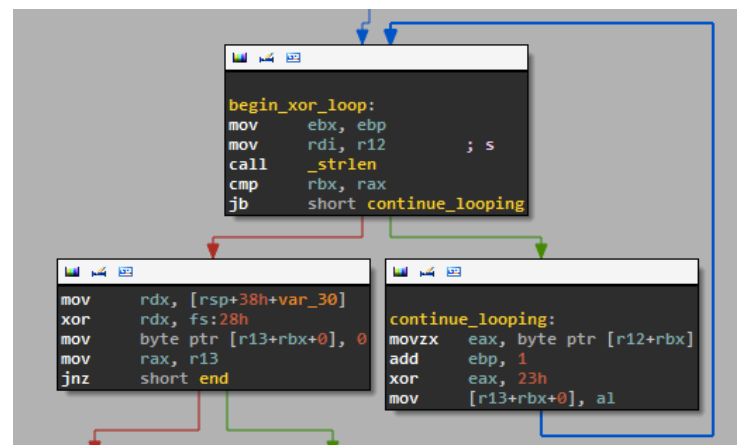 begin_xor_loop:
mov ebx, ebp
mov rdi, r12 ; s
call _strlen
cmp rbx, rax
jb short continue_looping
mov rdx, [rsp+38h+var_30]
xor rdx, fs:28h
mov byte ptr [r13+rbx+0], 0
mov rax, r13
jnz short end
continue_looping:
movzx eax, byte ptr [r12+rbx]
add ebp, 1
xor eax, 23h
mov [r13+rbx+0], al